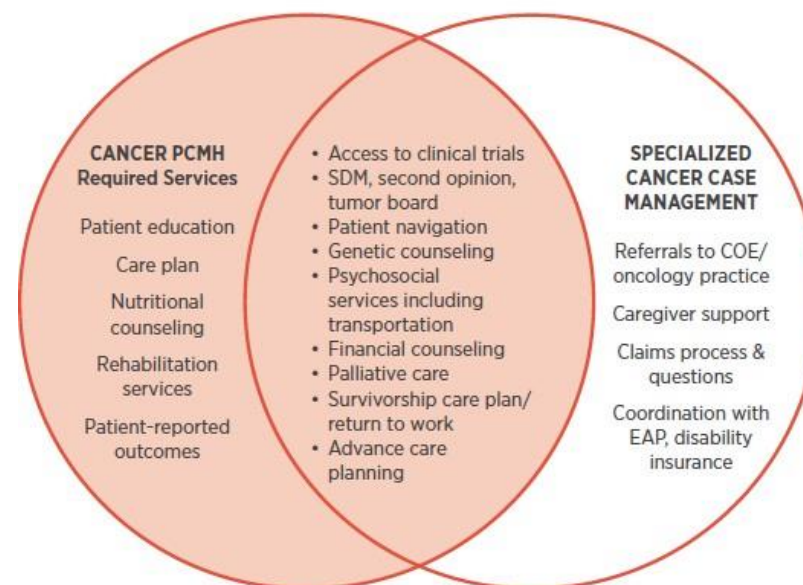 CANCER PCMH
Required Services
Patient education
Care plan
Nutritional
counseling
Rehabilitation
services
Patient-reported
outcomes
• Access to clinical trials
• SDM, second opinion,
tumor board
• Patient navigation
• Genetic counseling
• Psychosocial
services including
transportation
• Financial counseling
• Palliative care
• Survivorship care plan/
return to work
• Advance care
planning
SPECIALIZED
CANCER CASE
MANAGEMENT
Referrals to COE/
oncology practice
Caregiver support
Claims process &
questions
Coordination with
EAP, disability
insurance